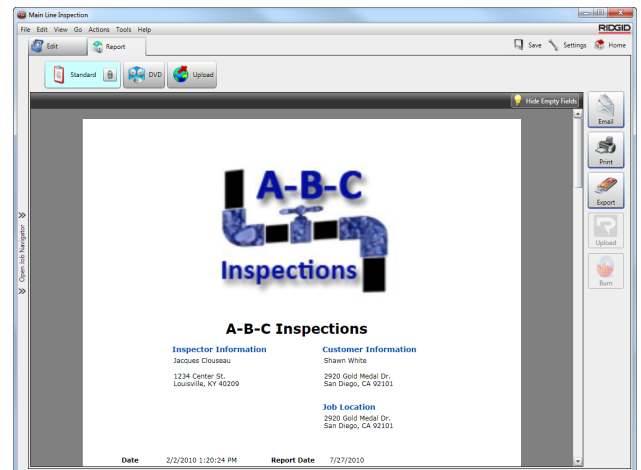 Main Line Inspection
File Edit View Go Actions Tools Help
RIDGID
Edit
Report
Save
Settings
Home
Standard
DVD
Upload
Hide Empty Fields
Email
Print
Export
Upload
Burn
Open Job Navigator
A-B-C
Inspections
A-B-C Inspections
Inspector Information
Jacques Clouseau
1234 Center St.
Louisville, KY 40209
Customer Information
Shawn White
2920 Gold Medal Dr.
San Diego, CA 92101
Job Location
2920 Gold Medal Dr.
San Diego, CA 92101
Date 2/2/2010 1:20:24 PM Report Date 7/27/2010